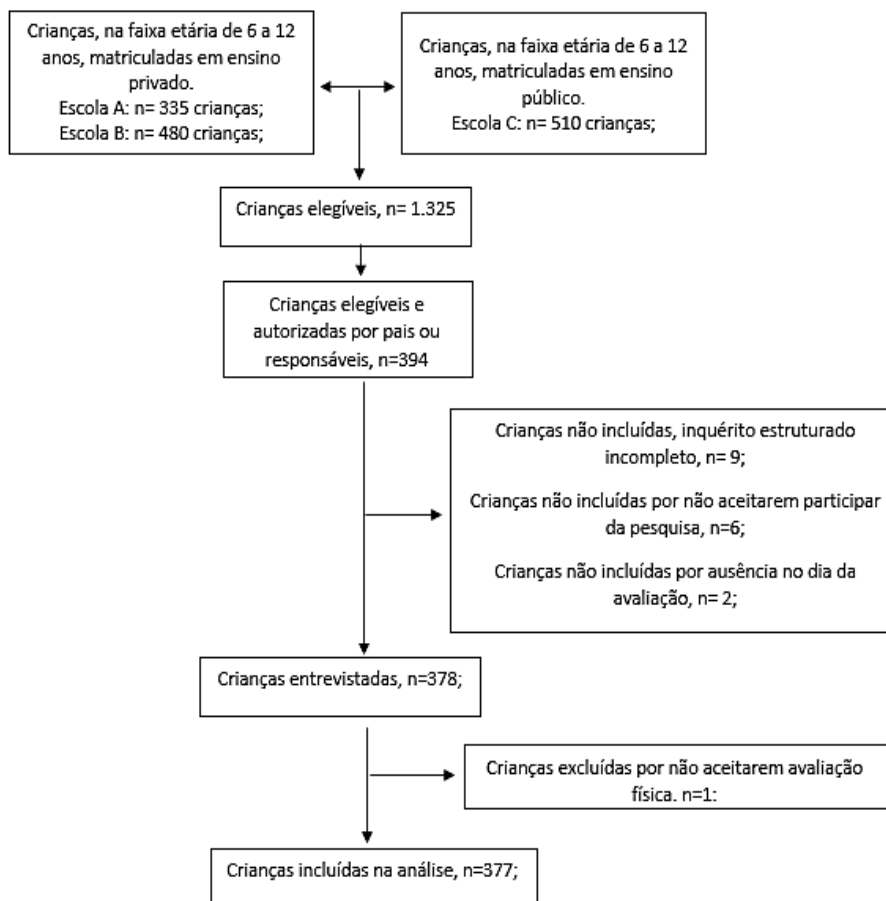 Crianças, na faixa etária de 6 a 12
anos, matriculadas em ensino
privado.
Escola A: n= 335 crianças;
Escola B: n= 480 crianças;
Crianças, na faixa etária de 6 a 12
anos, matriculadas em ensino
público.
Escola C: n= 510 crianças;
Crianças elegíveis, n= 1.325
Crianças elegíveis e
autorizadas por pais ou
responsáveis, n=394
Crianças não incluídas, inquérito estruturado
incompleto, n= 9;
Crianças não incluídas por não aceitarem participar
da pesquisa, n=6;
Crianças não incluídas por ausência no dia da
avaliação, n= 2;
Crianças entrevistadas, n=378;
Crianças excluídas por não aceitarem avaliação
física. n=1:
Crianças incluídas na análise, n=377;